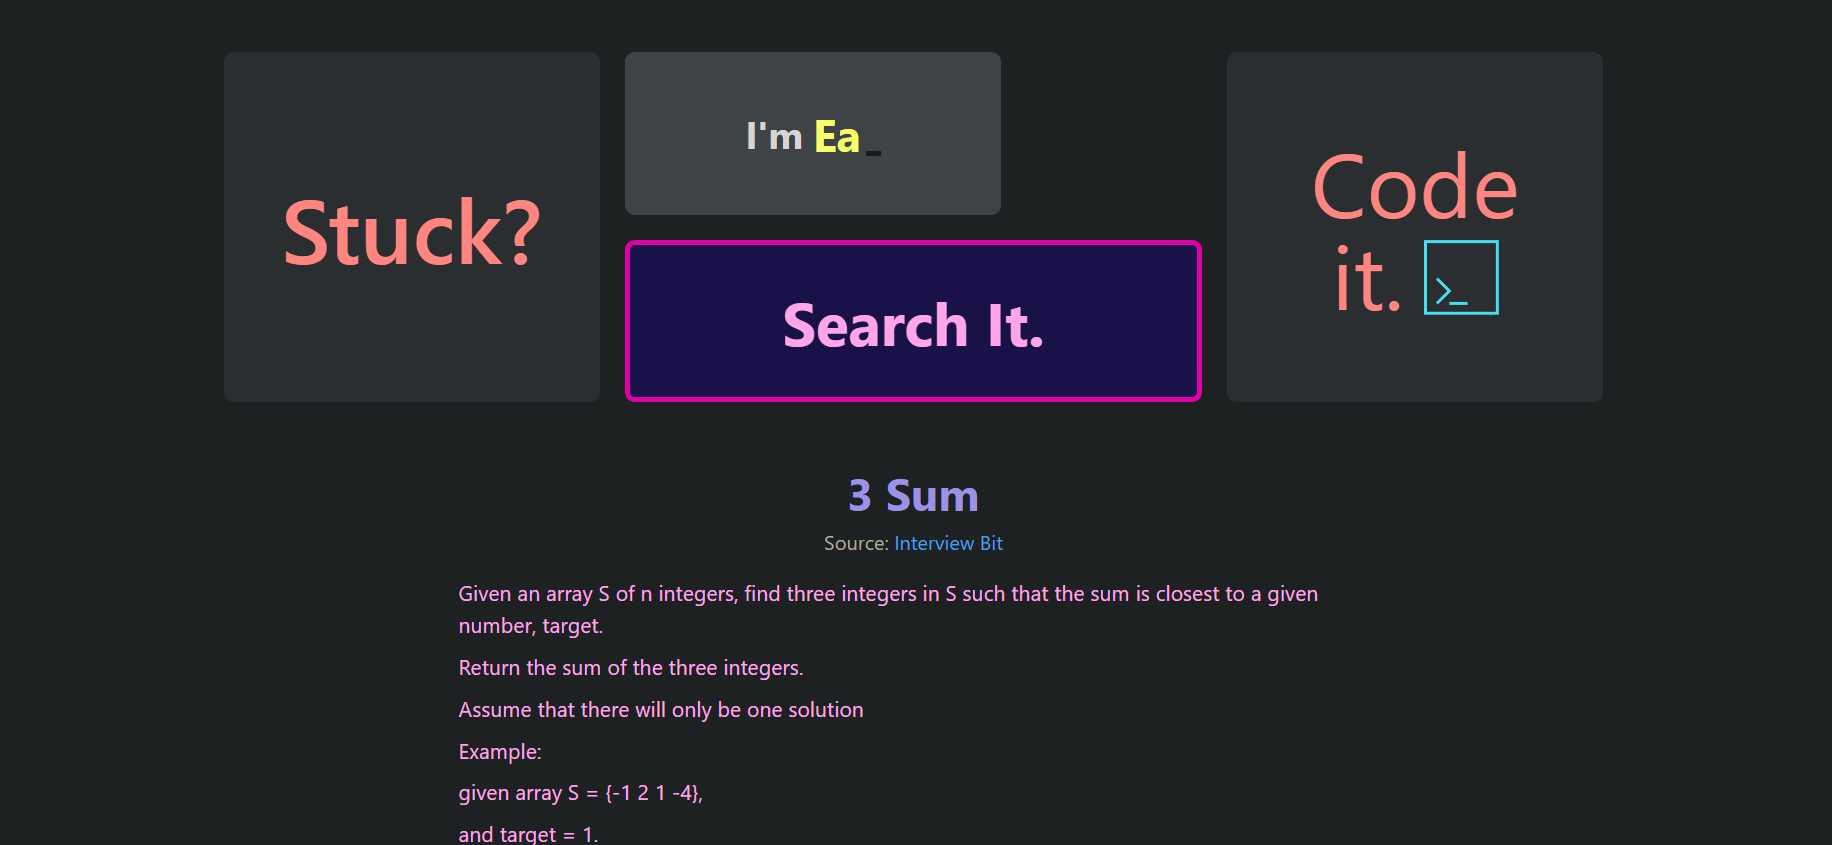 Stuck?
I'm Ea_
Search It.
Code
it. >_
3 Sum
Source: Interview Bit
Given an array S of n integers, find three integers in S such that the sum is closest to a given
number, target.
Return the sum of the three integers.
Assume that there will only be one solution
Example:
given array S = {-1 2 1 -4},
and target = 1.